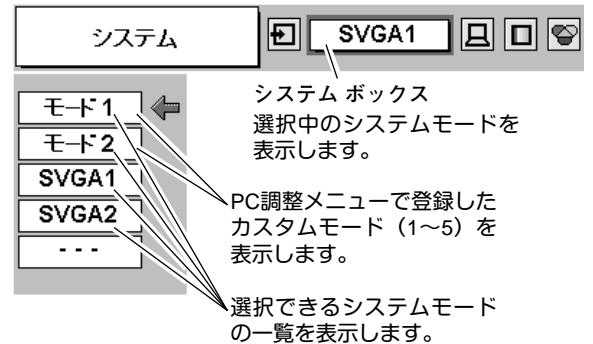 システム
SVGA1
システム ボックス
選択中のシステムモードを
表示します。
モード1
モード2
SVGA1
SVGA2
- - -
PC調整メニューで登録した
カスタムモード（1～5）を
表示します。
選択できるシステムモード
の一覧を表示します。